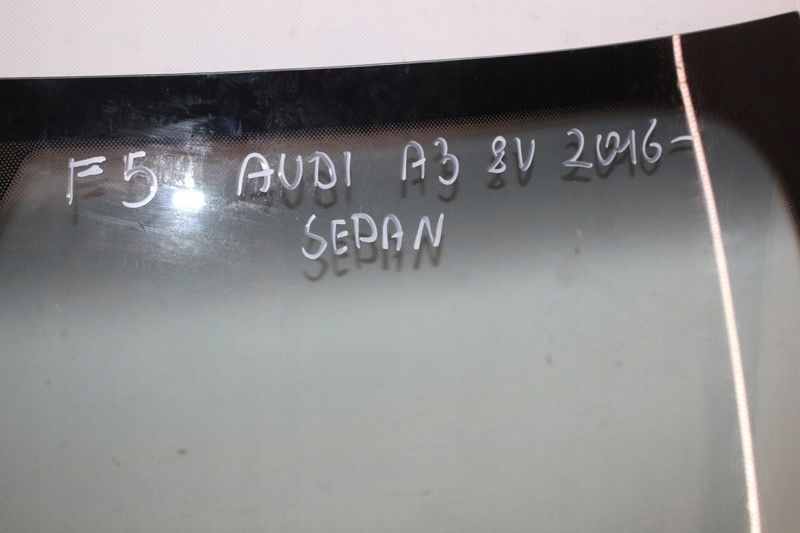 F5 AUDI A3 8V 2016-
SEDAN